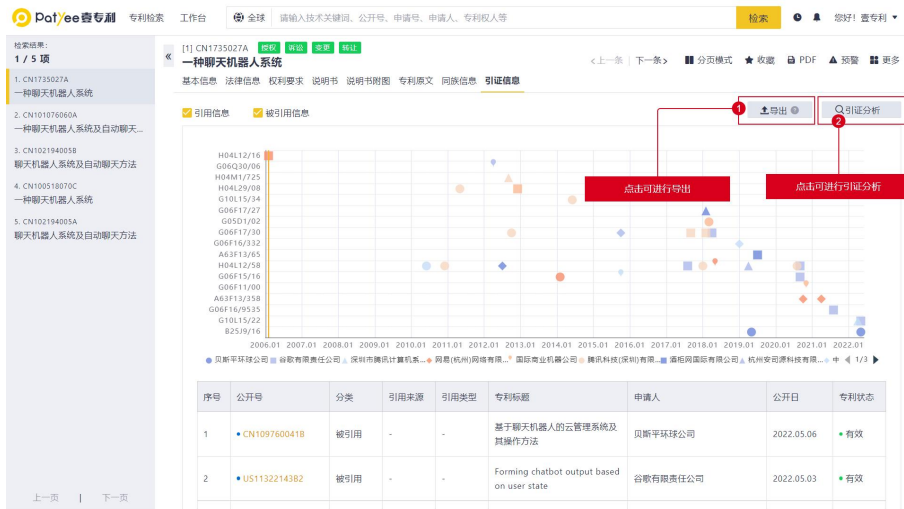 Patyee壹专利 专利检索 工作台 全球 请输入技术关键词、公开号、申请号、申请人、专利权人等 检索 您好！壹专利
检索结果：
1 / 5 项
1. CN1735027A
一种聊天机器人系统
2. CN101076060A
一种聊天机器人系统及自动聊天...
3. CN102194005B
聊天机器人系统及自动聊天方法
4. CN100518070C
一种聊天机器人系统
5. CN102194005A
聊天机器人系统及自动聊天方法
上一页 | 下一页
[1] CN1735027A 授权 诉讼 变更 转让
一种聊天机器人系统
<上一条 下一条> 分页模式 收藏 PDF 预警 更多
基本信息 法律信息 权利要求 说明书 说明书附图 专利原文 同族信息 引证信息
引用信息 被引用信息
1 导出 引证分析
2
点击可进行导出 点击可进行引证分析
H04L12/16
G06Q30/06
H04M1/725
H04L29/08
G10L15/34
G06F17/27
G05D1/02
G06F17/30
G06F16/332
A63F13/65
H04L12/58
G06F15/16
G06F11/00
A63F13/358
G06F16/9535
G10L15/22
B25J9/16
2006.01 2007.01 2008.01 2009.01 2010.01 2011.01 2012.01 2013.01 2014.01 2015.01 2016.01 2017.01 2018.01 2019.01 2020.01 2021.01 2022.01
贝斯平环球公司 谷歌有限责任公司 深圳市腾讯计算机系... 网易(杭州)网络有限... 国际商业机器公司 腾讯科技(深圳)有限... 酒柜网国际有限公司 杭州安司源科技有限... 中 1/3
序号 公开号 分类 引用来源 引用类型 专利标题 申请人 公开日 专利状态
1 CN109760041B 被引用 - - 基于聊天机器人的云管理系统及其操作方法 贝斯平环球公司 2022.05.06 有效
2 US11322143B2 被引用 - - Forming chatbot output based on user state 谷歌有限责任公司 2022.05.03 有效